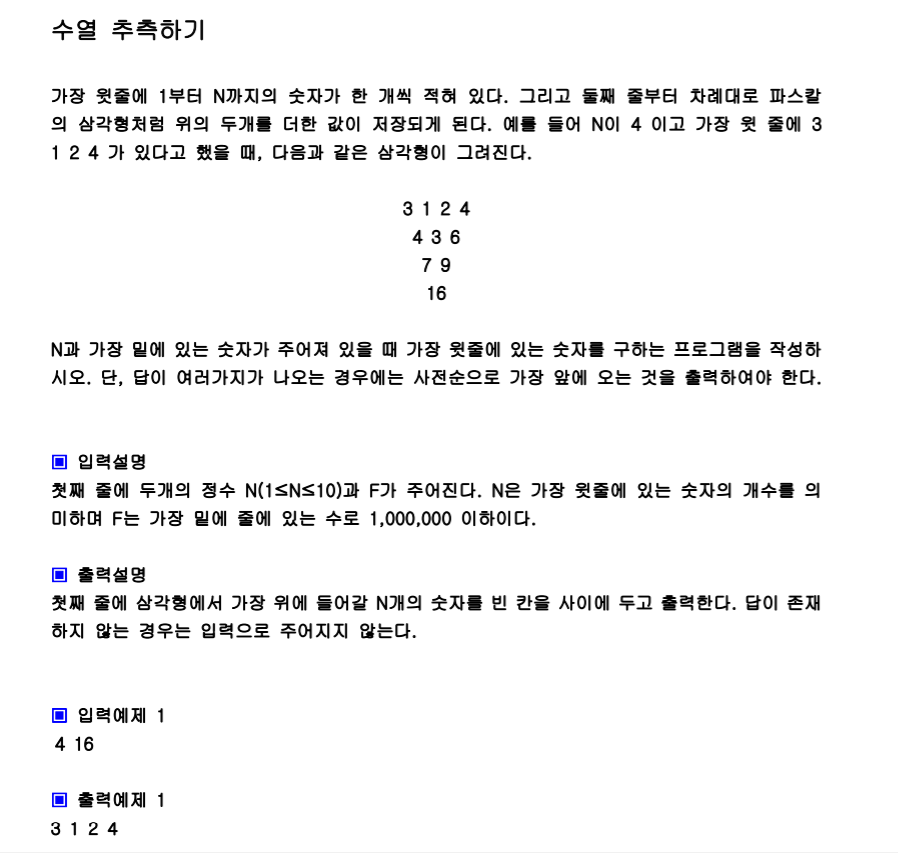 수열 추측하기
가장 윗줄에 1부터 N까지의 숫자가 한 개씩 적혀 있다. 그리고 둘째 줄부터 차례대로 파스칼
의 삼각형처럼 위의 두개를 더한 값이 저장되게 된다. 예를 들어 N이 4 이고 가장 윗 줄에 3
1 2 4 가 있다고 했을 때, 다음과 같은 삼각형이 그려진다.
3 1 2 4
4 3 6
7 9
16
N과 가장 밑에 있는 숫자가 주어져 있을 때 가장 윗줄에 있는 숫자를 구하는 프로그램을 작성하
시오. 단, 답이 여러가지가 나오는 경우에는 사전순으로 가장 앞에 오는 것을 출력하여야 한다.
▣ 입력설명
첫째 줄에 두개의 정수 N(1≤N≤10)과 F가 주어진다. N은 가장 윗줄에 있는 숫자의 개수를 의
미하며 F는 가장 밑에 줄에 있는 수로 1,000,000 이하이다.
▣ 출력설명
첫째 줄에 삼각형에서 가장 위에 들어갈 N개의 숫자를 빈 칸을 사이에 두고 출력한다. 답이 존재
하지 않는 경우는 입력으로 주어지지 않는다.
▣ 입력예제 1
4 16
▣ 출력예제 1
3 1 2 4